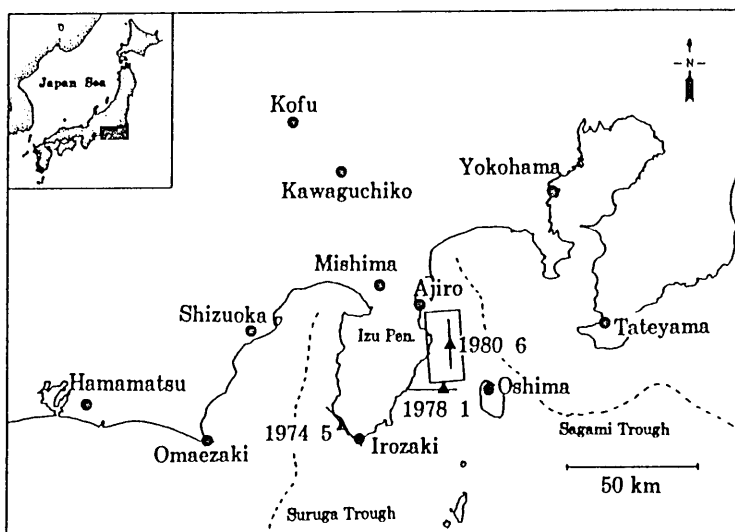 Japan Sea
N
Kofu
Yokohama
Kawaguchiko
Mishima
Ajiro
Shizuoka
Izu Pen.
1980 6
Tateyama
Hamamatsu
Oshima
1978 1
1974 5
Sagami Trough
Omaezaki
Irozaki
50 km
Suruga Trough